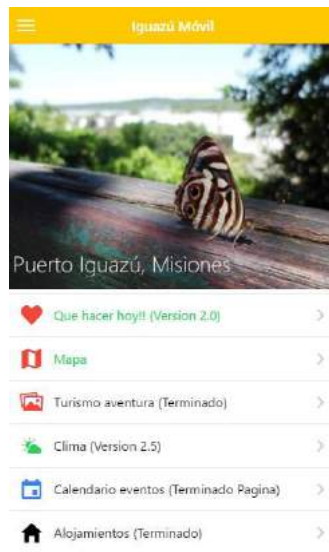 Iguazú Móvil
Puerto Iguazú, Misiones
Que hacer hoy!! (Version 2.0)
Mapa
Turismo aventura (Terminado)
Clima (Version 2.5)
Calendario eventos (Terminado Pagina)
Alojamientos (Terminado)